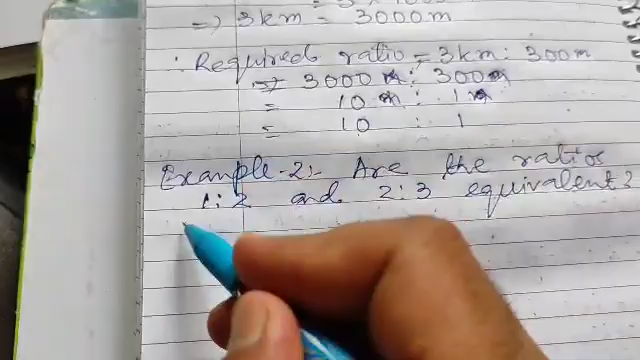 => 3km = 3000m
∴ Required ratio = 3km : 300m
=> 3000 m : 300m
= 10 m : 1 m
= 10 : 1
Example-2:- Are the ratios
1:2 and 2:3 equivalent?